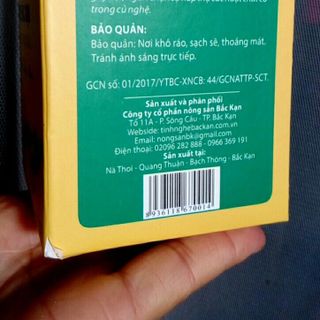 trong củ nghệ.
BẢO QUẢN:
Bảo quản: Nơi khô ráo, sạch sẽ, thoáng mát.
Tránh ánh sáng trực tiếp.
GCN số: 01/2017/YTBC-XNCB: 44/GCNATTP-SCT.
Sản xuất và phân phối
Công ty cổ phần nông sản Bắc Kạn
Tổ 11A - P. Sông Cầu - TP. Bắc Kạn
Webside: tinhnghebackan.com.vn
Email: nongsanbk@gmail.com
Điện thoại: 02096 282 888 - 0966 369 191
Sản xuất tại:
Nà Thoi - Quang Thuận - Bạch Thông - Bắc Kạn
8 936118 670014